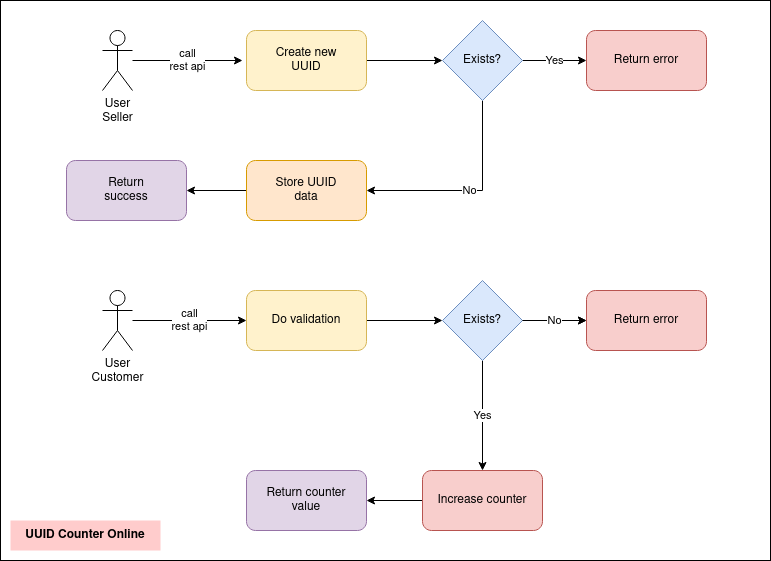 call
rest api
Create new
UUID
Exists?
Yes
Return error
User
Seller
Return
success
Store UUID
data
No
call
rest api
Do validation
Exists?
No
Return error
User
Customer
Yes
Return counter
value
Increase counter
UUID Counter Online